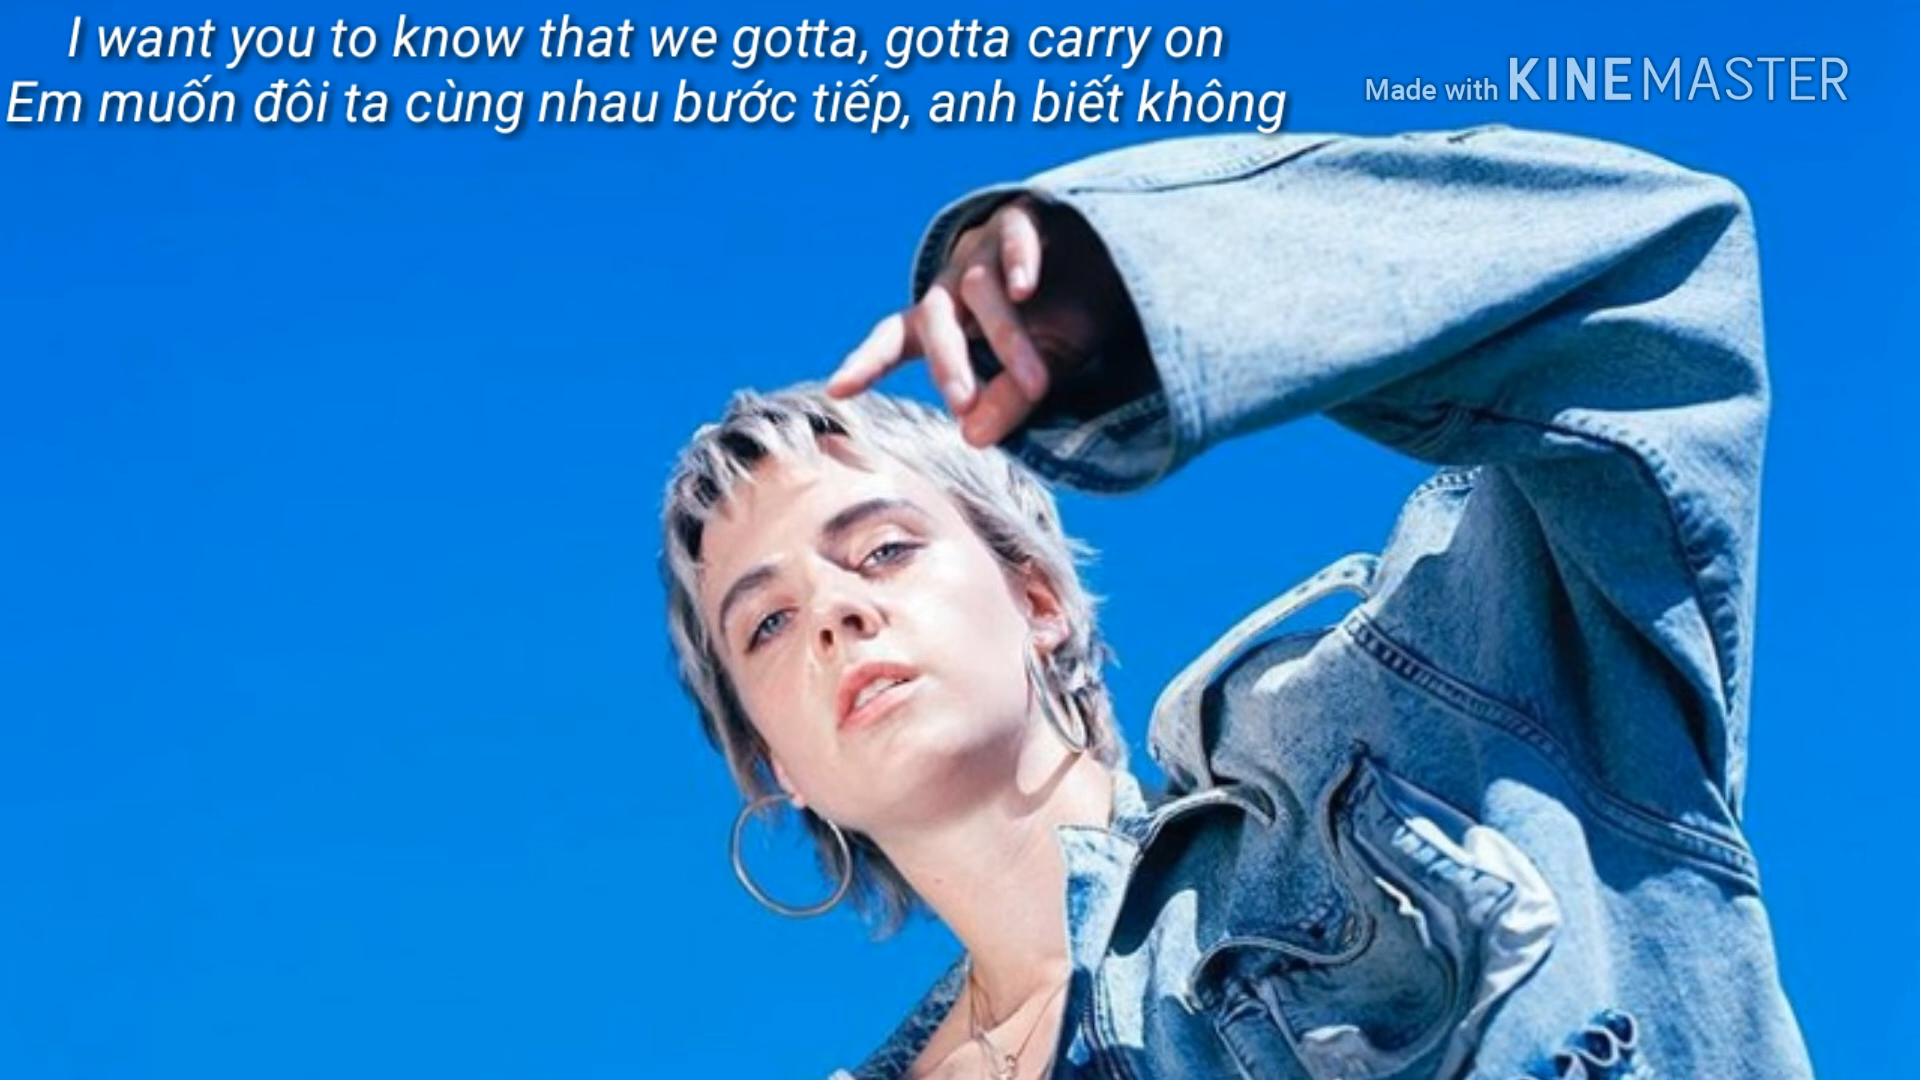 I want you to know that we gotta, gotta carry on
Em muốn đôi ta cùng nhau bước tiếp, anh biết không
Made with KINEMASTER